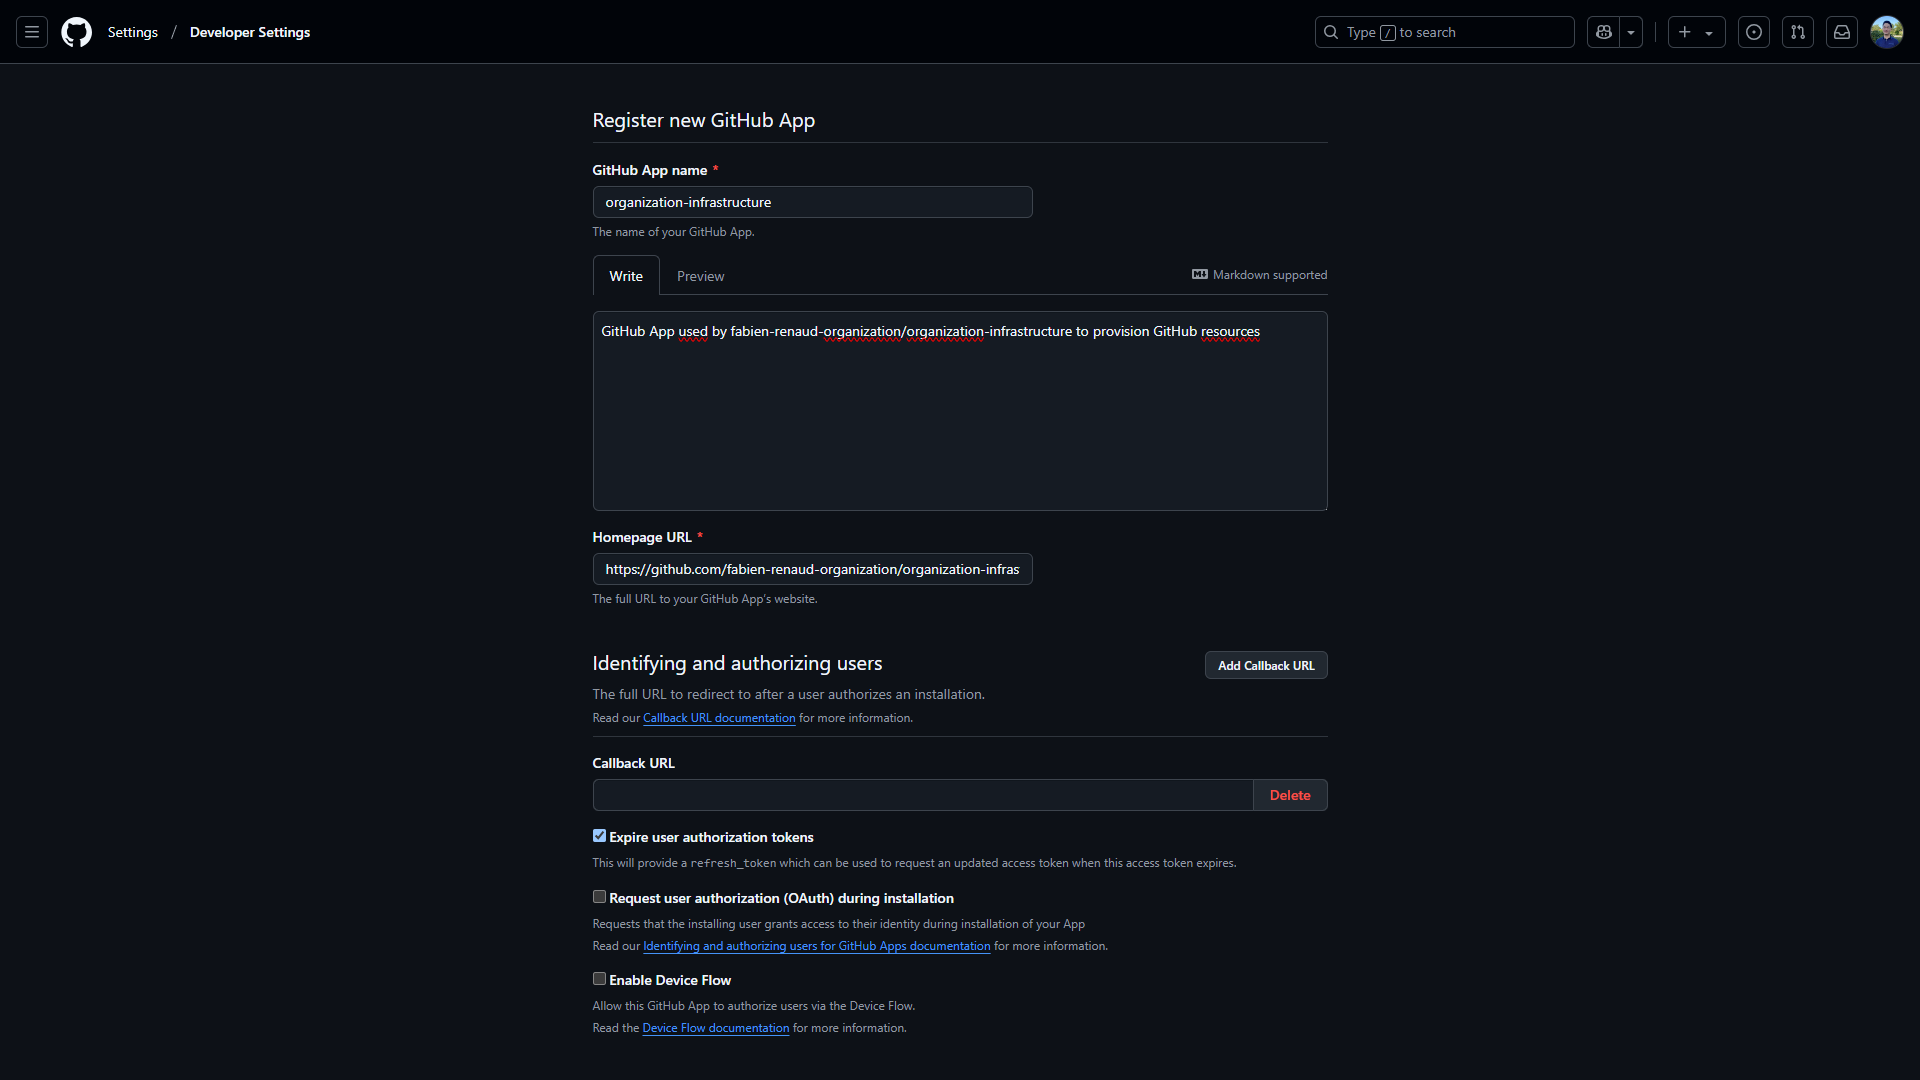 Settings / Developer Settings
Type / to search
Register new GitHub App
GitHub App name *
organization-infrastructure
The name of your GitHub App.
Write
Preview
Markdown supported
GitHub App used by fabien-renaud-organization/organization-infrastructure to provision GitHub resources
Homepage URL *
https://github.com/fabien-renaud-organization/organization-infras
The full URL to your GitHub App's website.
Identifying and authorizing users
Add Callback URL
The full URL to redirect to after a user authorizes an installation.
Read our Callback URL documentation for more information.
Callback URL
Delete
Expire user authorization tokens
This will provide a refresh_token which can be used to request an updated access token when this access token expires.
Request user authorization (OAuth) during installation
Requests that the installing user grants access to their identity during installation of your App
Read our Identifying and authorizing users for GitHub Apps documentation for more information.
Enable Device Flow
Allow this GitHub App to authorize users via the Device Flow.
Read the Device Flow documentation for more information.